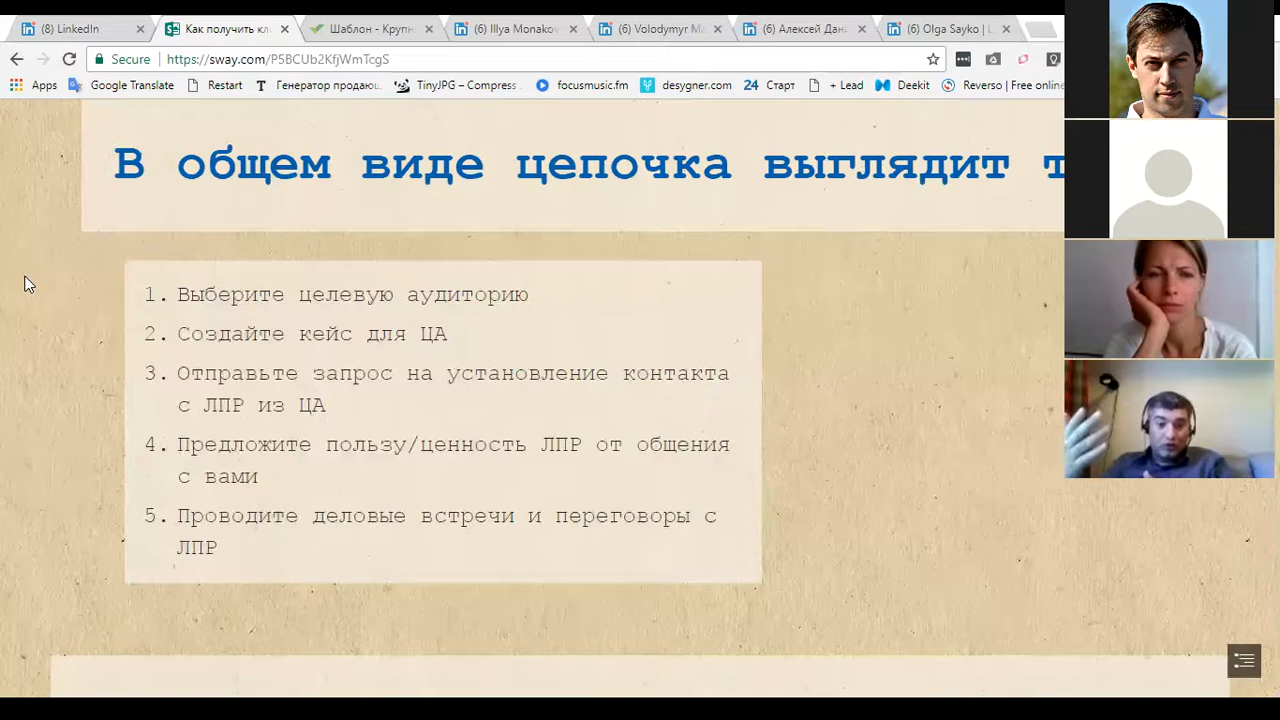 (8) LinkedIn
Как получить кл
Шаблон - Крупн
(6) Illya Monakov
(6) Volodymyr M
(6) Алексей Дан
(6) Olga Sayko | L
Secure
https://sway.com/P5BCUb2KfjWmTcgS
Apps
Google Translate
Restart
Генератор продающ
TinyJPG – Compress
focusmusic.fm
desygner.com
24 Старт
+ Lead
Deekit
Reverso | Free online
В общем виде цепочка выглядит т
1. Выберите целевую аудиторию
2. Создайте кейс для ЦА
3. Отправьте запрос на установление контакта
с ЛПР из ЦА
4. Предложите пользу/ценность ЛПР от общения
с вами
5. Проводите деловые встречи и переговоры с
ЛПР